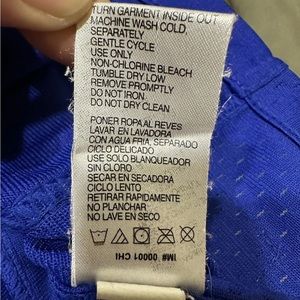 TURN GARMENT INSIDE OUT
MACHINE WASH COLD,
SEPARATELY
GENTLE CYCLE
USE ONLY
NON-CHLORINE BLEACH
TUMBLE DRY LOW
REMOVE PROMPTLY
DO NOT IRON.
DO NOT DRY CLEAN
PONER ROPA AL REVES
LAVAR EN LAVADORA
CON AGUA FRIA, SEPARADO
CICLO DELICADO
USE SOLO BLANQUEADOR
SIN CLORO
SECAR EN SECADORA
CICLO LENTO
RETIRAR RAPIDAMENTE
NO PLANCHAR
NO LAVE EN SECO
IM# 00001 CHI